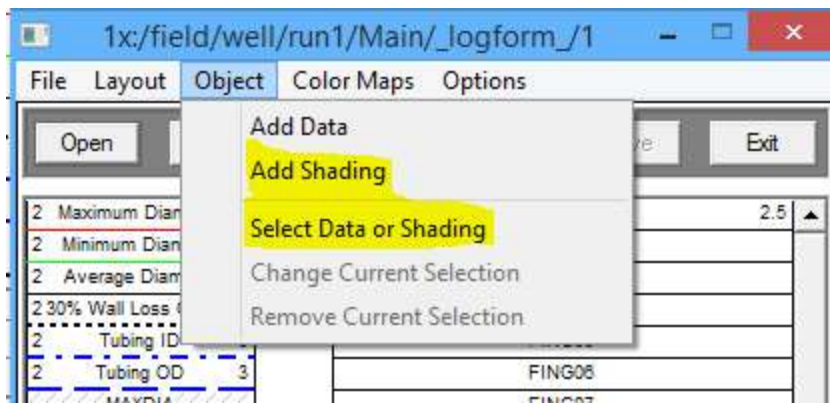 1x:/field/well/run1/Main/_logform_/1
File Layout Object Color Maps Options
Open Exit
Add Data
Add Shading
Select Data or Shading
Change Current Selection
Remove Current Selection
2 Maximum Diam
2 Minimum Diam
2 Average Diam
2 30% Wall Loss
2 Tubing ID
2 Tubing OD 3
MAXDIA
2.5
FING06
FING07